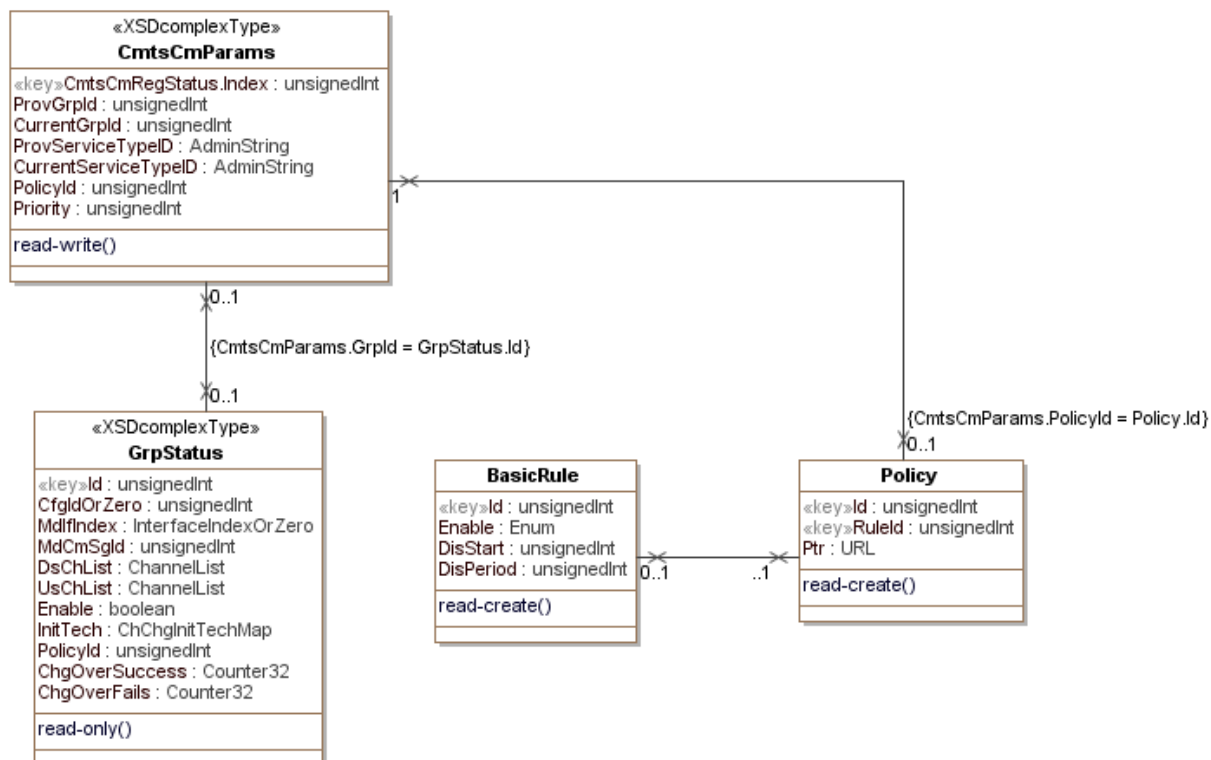 «XSDcomplexType»
CmtsCmParams
«key»CmtsCmRegStatus.Index : unsignedInt
ProvGrpId : unsignedInt
CurrentGrpId : unsignedInt
ProvServiceTypeID : AdminString
CurrentServiceTypeID : AdminString
PolicyId : unsignedInt
Priority : unsignedInt
read-write()
1
0..1
{CmtsCmParams.GrpId = GrpStatus.Id}
0..1
«XSDcomplexType»
GrpStatus
«key»Id : unsignedInt
CfgIdOrZero : unsignedInt
MdIfIndex : InterfaceIndexOrZero
MdCmSgId : unsignedInt
DsChList : ChannelList
UsChList : ChannelList
Enable : boolean
InitTech : ChChgInitTechMap
PolicyId : unsignedInt
ChgOverSuccess : Counter32
ChgOverFails : Counter32
read-only()
BasicRule
«key»Id : unsignedInt
Enable : Enum
DisStart : unsignedInt
DisPeriod : unsignedInt
read-create()
0..1
..1
{CmtsCmParams.PolicyId = Policy.Id}
0..1
Policy
«key»Id : unsignedInt
«key»RuleId : unsignedInt
Ptr : URL
read-create()